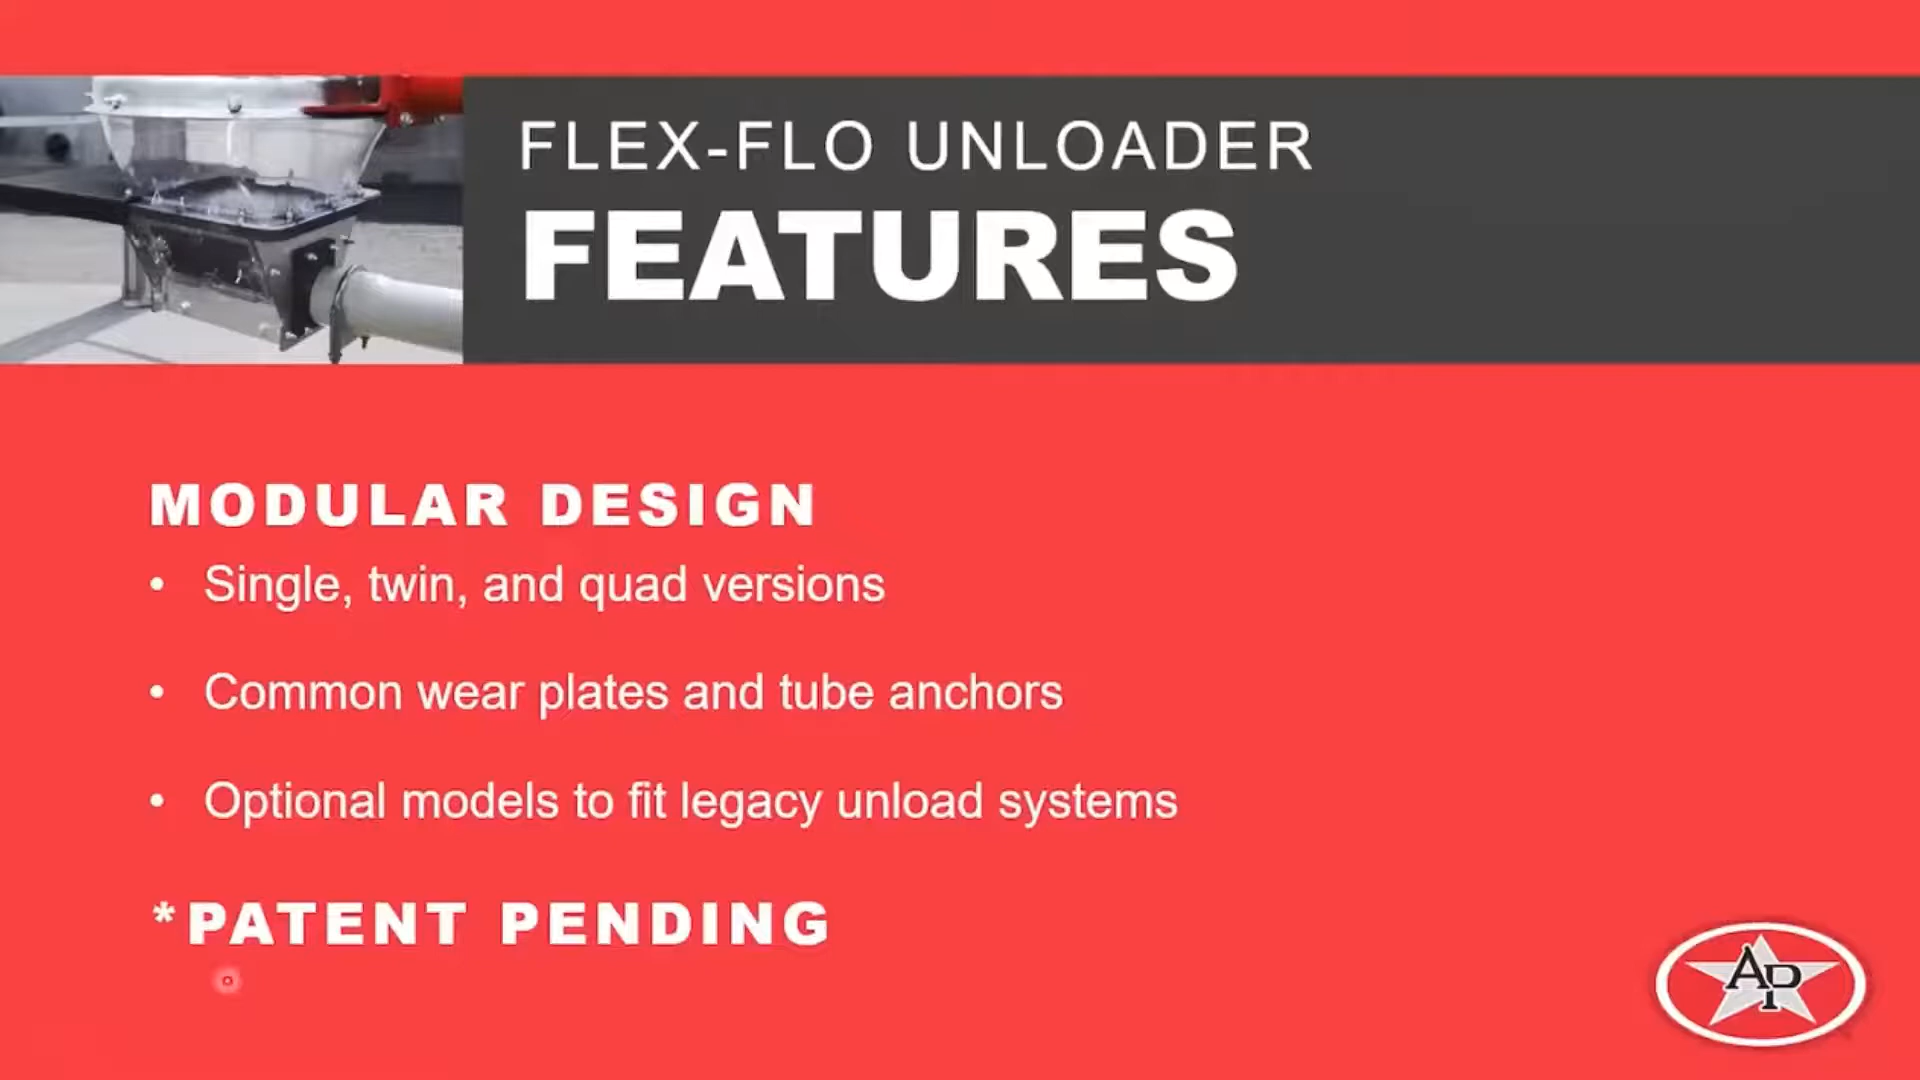 FLEX-FLO UNLOADER
FEATURES
MODULAR DESIGN
• Single, twin, and quad versions
• Common wear plates and tube anchors
• Optional models to fit legacy unload systems
*PATENT PENDING
AP